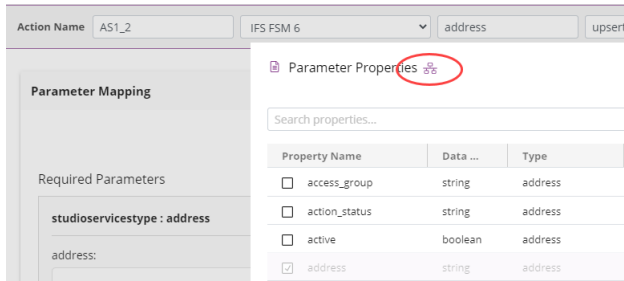 Action Name AS1_2 IFS FSM 6 address upsert
Parameter Properties
Parameter Mapping
Search properties...
Property Name Data ... Type
Required Parameters
access_group string address
action_status string address
studioservicestype : address
active boolean address
address:
address string address